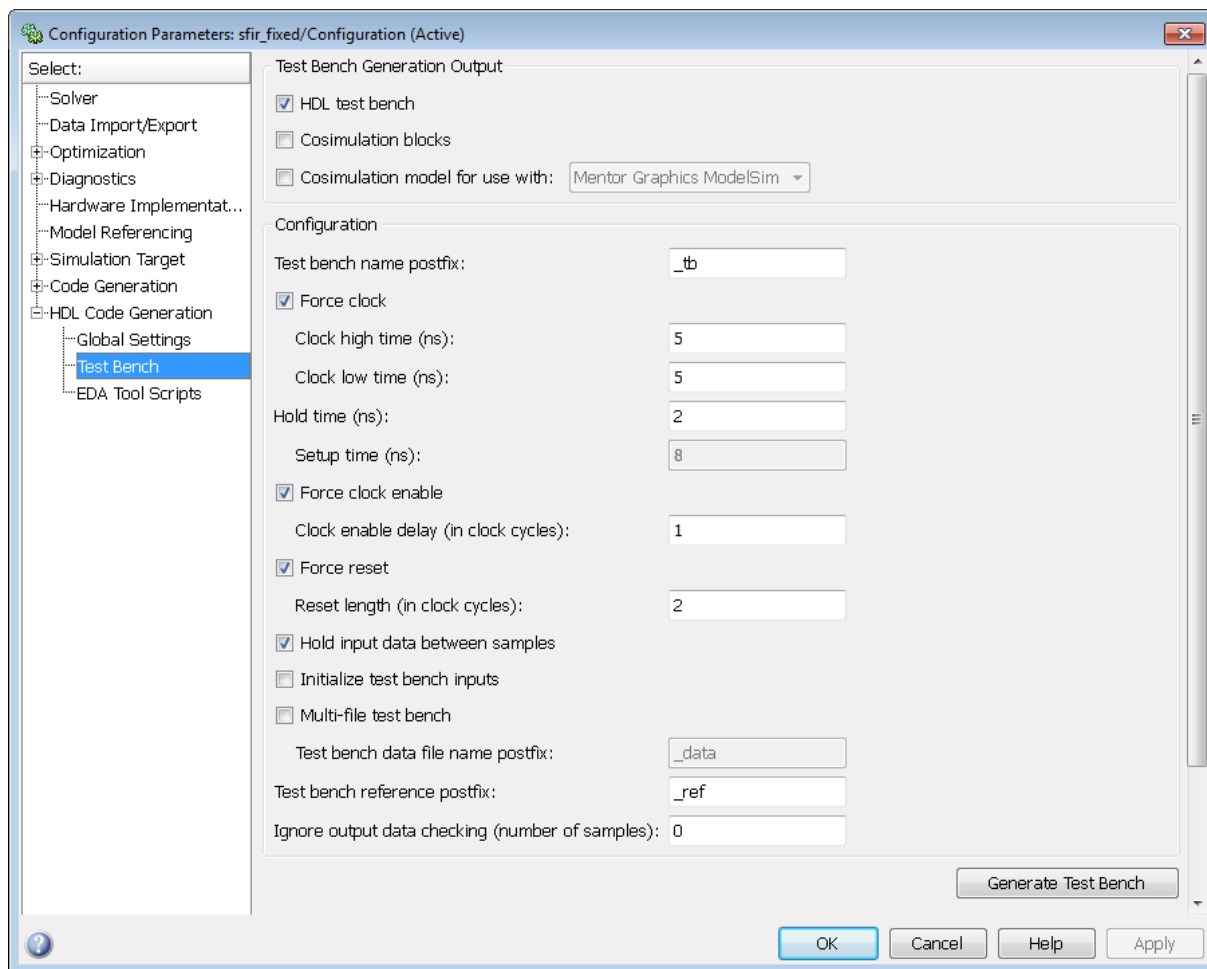 Configuration Parameters: sfir_fixed/Configuration (Active)
Select:
Solver
Data Import/Export
Optimization
Diagnostics
Hardware Implementat...
Model Referencing
Simulation Target
Code Generation
HDL Code Generation
Global Settings
Test Bench
EDA Tool Scripts
Test Bench Generation Output
HDL test bench
Cosimulation blocks
Cosimulation model for use with: Mentor Graphics ModelSim
Configuration
Test bench name postfix: _tb
Force clock
Clock high time (ns): 5
Clock low time (ns): 5
Hold time (ns): 2
Setup time (ns): 8
Force clock enable
Clock enable delay (in clock cycles): 1
Force reset
Reset length (in clock cycles): 2
Hold input data between samples
Initialize test bench inputs
Multi-file test bench
Test bench data file name postfix: _data
Test bench reference postfix: _ref
Ignore output data checking (number of samples): 0
Generate Test Bench
? OK Cancel Help Apply